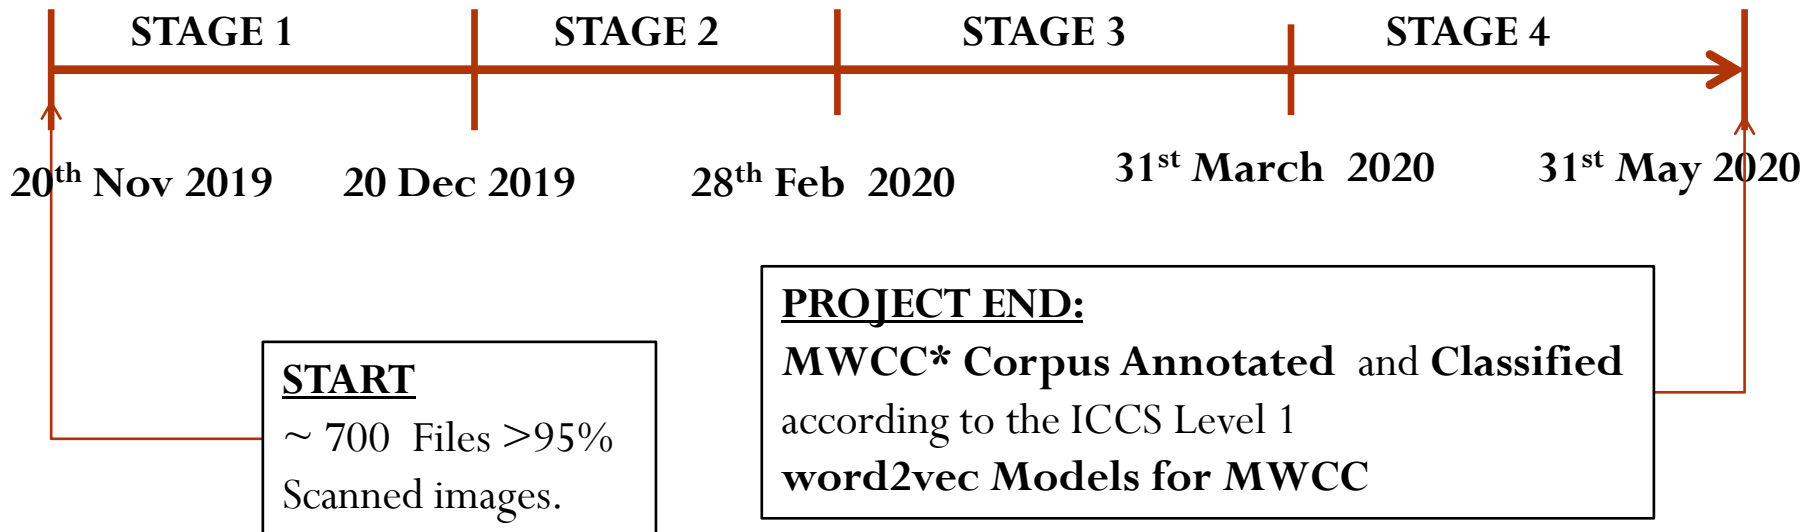 STAGE 1 STAGE 2 STAGE 3 STAGE 4
20th Nov 2019 20 Dec 2019 28th Feb 2020 31st March 2020 31st May 2020
START
~ 700 Files >95%
Scanned images.
PROJECT END:
MWCC* Corpus Annotated and Classified
according to the ICCS Level 1
word2vec Models for MWCC